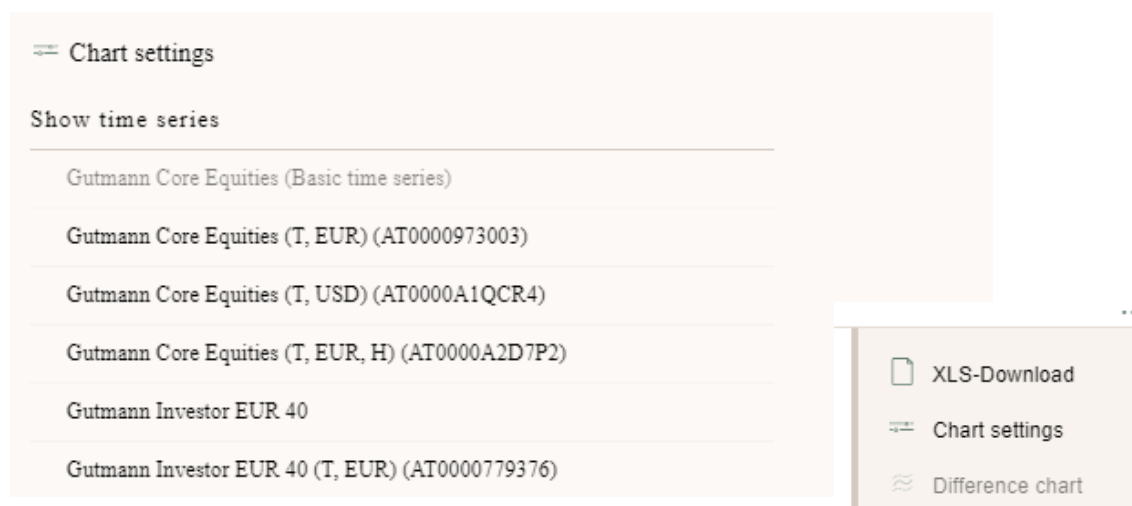 Chart settings
Show time series
Gutmann Core Equities (Basic time series)
Gutmann Core Equities (T, EUR) (AT0000973003)
Gutmann Core Equities (T, USD) (AT0000A1QCR4)
Gutmann Core Equities (T, EUR, H) (AT0000A2D7P2)
Gutmann Investor EUR 40
Gutmann Investor EUR 40 (T, EUR) (AT0000779376)
XLS-Download
Chart settings
Difference chart